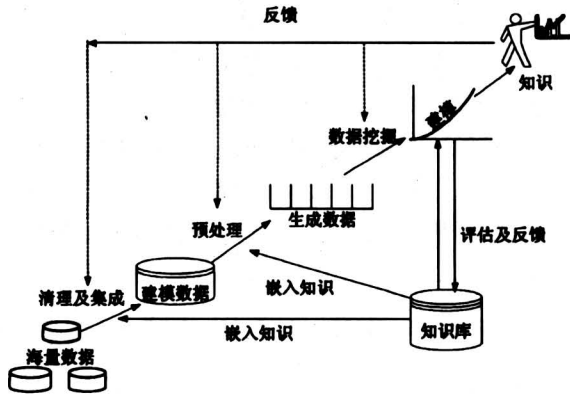 反馈
知识
建模
数据挖掘
生成数据
预处理
评估及反馈
建模数据
清理及集成
嵌入知识
知识库
嵌入知识
海量数据